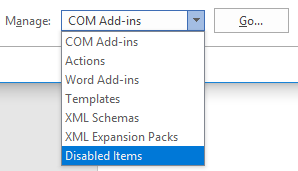 Manage: COM Add-ins Go...
COM Add-ins
Actions
Word Add-ins
Templates
XML Schemas
XML Expansion Packs
Disabled Items